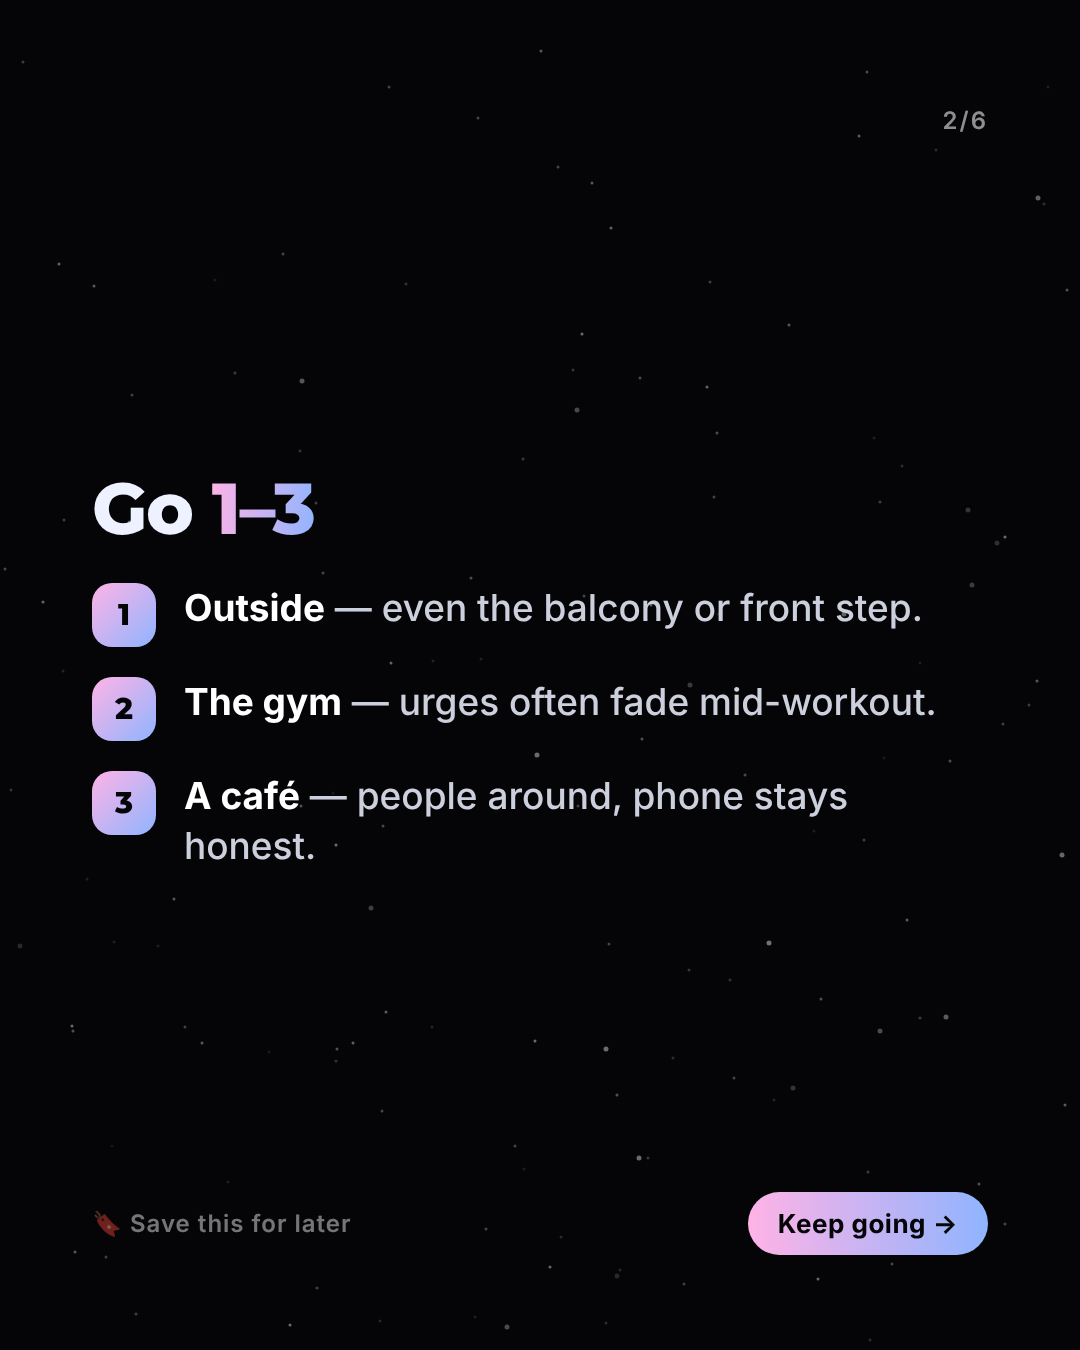 2/6
Go 1–3
1 Outside — even the balcony or front step.
2 The gym — urges often fade mid-workout.
3 A café — people around, phone stays
honest.
🔖 Save this for later
Keep going →